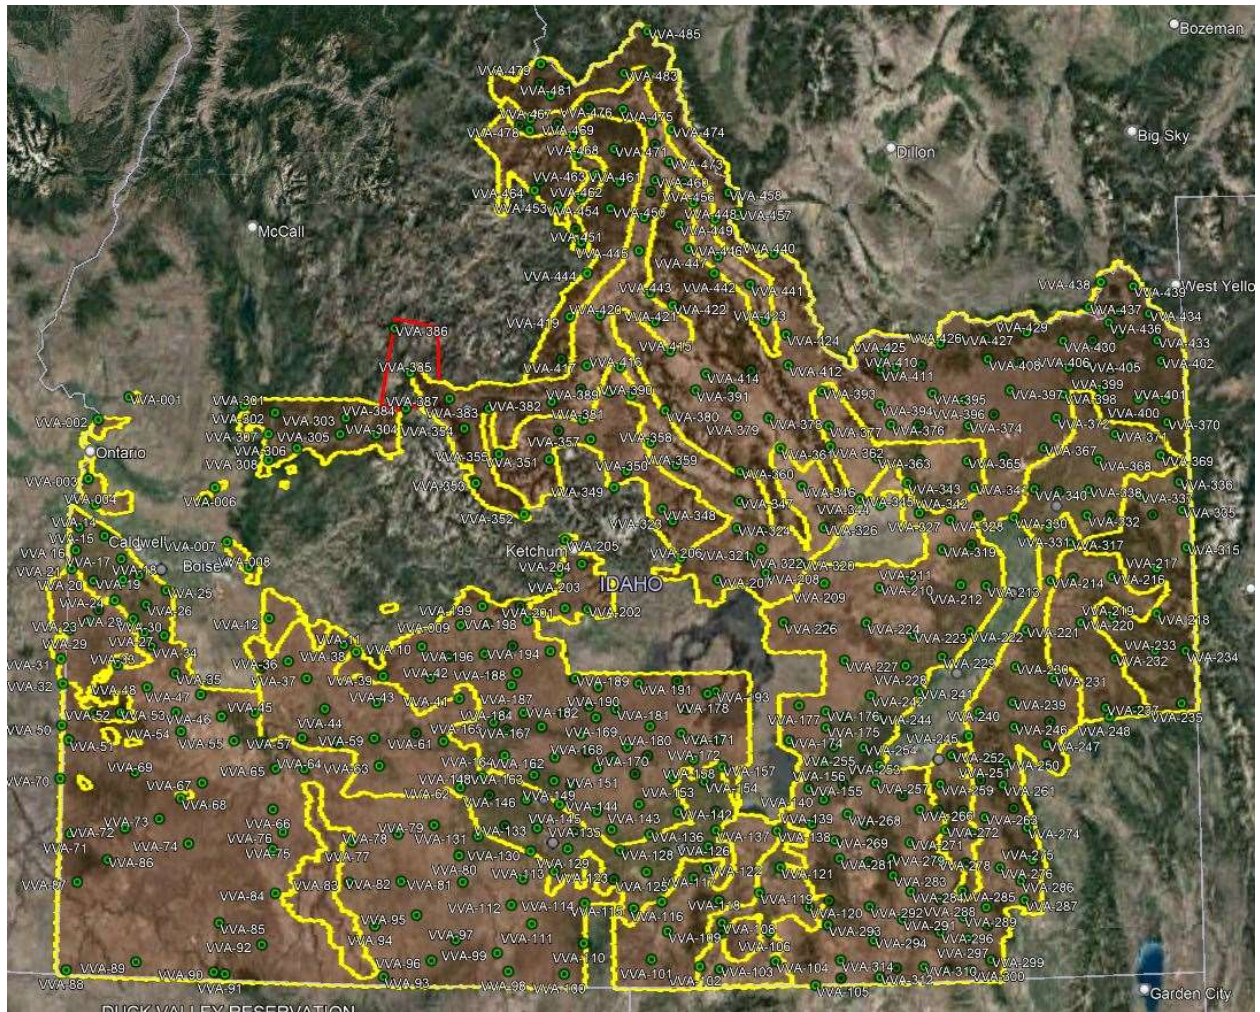 VVA-485
Bozeman
VVA-479
VVA-483
VVA-481
VVA-467
VVA-476
VVA-475
Big Sky
VVA-478
VVA-469
VVA-474
VVA-468
VVA-471
Dillon
VVA-473
VVA-463
VVA-461
VVA-460
VVA-464
VVA-462
VVA-456
VVA-458
VVA-453
VVA-454
VVA-450
VVA-448
VVA-457
McCall
VVA-451
VVA-449
VVA-445
VVA-446
VVA-440
VVA-447
VVA-444
VVA-442
VVA-438
West Yello
VVA-443
VVA-441
VVA-439
VVA-420
VVA-422
VVA-437
VVA-434
VVA-419
VVA-421
VVA-423
VVA-436
VVA-386
VVA-424
VVA-426
VVA-429
VVA-415
VVA-425
VVA-427
VVA-430
VVA-433
VVA-385
VVA-417
VVA-416
VVA-412
VVA-410
VVA-408
VVA-406
VVA-402
VVA-414
VVA-411
VVA-399
VVA-001
VVA-387
VVA-389
VVA-390
VVA-391
VVA-393
VVA-395
VVA-397
VVA-398
VVA-401
VVA-301
VVA-384
VVA-383
VVA-382
VVA-381
VVA-380
VVA-394
VVA-396
VVA-400
VVA-002
VVA-302
VVA-303
VVA-379
VVA-378
VVA-377
VVA-376
VVA-374
VVA-372
VVA-370
VVA-307
VVA-305
VVA-304
VVA-354
VVA-357
VVA-358
VVA-371
Ontario
VVA-306
VVA-308
VVA-355
VVA-351
VVA-350
VVA-359
VVA-360
VVA-361
VVA-362
VVA-363
VVA-365
VVA-367
VVA-368
VVA-369
VVA-003
VVA-353
VVA-349
VVA-346
VVA-343
VVA-336
VVA-004
VVA-006
VVA-347
VVA-345
VVA-340
VVA-338
VVA-352
VVA-348
VVA-344
VVA-342
VVA-335
VVA-14
VVA-323
VVA-324
VVA-326
VVA-327
VVA-328
VVA-330
VVA-332
VVA-15
Caldwell
VVA-007
VVA-205
VVA-331
VVA-317
VVA-16
Ketchum
VVA-206
VVA-321
VVA-319
VVA-315
VVA-17
VVA-008
VVA-204
VVA-322
VVA-320
VVA-21
VVA-18
Boise
VVA-217
VVA-20
VVA-19
VVA-203
IDAHO
VVA-207
VVA-208
VVA-211
VVA-214
VVA-216
VVA-25
VVA-209
VVA-210
VVA-212
VVA-213
VVA-24
VVA-26
VVA-199
VVA-201
VVA-202
VVA-219
VVA-218
VVA-23
VVA-28
VVA-30
VVA-12
VVA-009
VVA-198
VVA-226
VVA-224
VVA-223
VVA-222
VVA-221
VVA-220
VVA-29
VVA-27
VVA-11
VVA-10
VVA-196
VVA-194
VVA-233
VVA-31
VVA-33
VVA-34
VVA-36
VVA-38
VVA-227
VVA-229
VVA-230
VVA-232
VVA-234
VVA-32
VVA-35
VVA-37
VVA-39
VVA-42
VVA-188
VVA-189
VVA-191
VVA-193
VVA-228
VVA-231
VVA-48
VVA-47
VVA-43
VVA-41
VVA-187
VVA-190
VVA-178
VVA-242
VVA-241
VVA-239
VVA-52
VVA-53
VVA-46
VVA-45
VVA-44
VVA-184
VVA-182
VVA-181
VVA-177
VVA-176
VVA-244
VVA-240
VVA-237
VVA-235
VVA-50
VVA-54
VVA-165
VVA-167
VVA-169
VVA-175
VVA-245
VVA-246
VVA-248
VVA-51
VVA-55
VVA-57
VVA-59
VVA-61
VVA-180
VVA-171
VVA-174
VVA-254
VVA-247
VVA-69
VVA-65
VVA-64
VVA-63
VVA-164
VVA-162
VVA-168
VVA-170
VVA-172
VVA-255
VVA-253
VVA-252
VVA-250
VVA-70
VVA-67
VVA-148
VVA-163
VVA-151
VVA-158
VVA-157
VVA-156
VVA-251
VVA-62
VVA-149
VVA-155
VVA-257
VVA-259
VVA-261
VVA-68
VVA-146
VVA-144
VVA-153
VVA-154
VVA-140
VVA-72
VVA-73
VVA-66
VVA-79
VVA-133
VVA-145
VVA-143
VVA-142
VVA-139
VVA-268
VVA-266
VVA-263
VVA-71
VVA-74
VVA-76
VVA-78
VVA-131
VVA-135
VVA-136
VVA-137
VVA-138
VVA-269
VVA-272
VVA-274
VVA-86
VVA-75
VVA-77
VVA-130
VVA-129
VVA-128
VVA-126
VVA-281
VVA-279
VVA-271
VVA-275
VVA-87
VVA-80
VVA-113
VVA-123
VVA-122
VVA-121
VVA-278
VVA-276
VVA-84
VVA-83
VVA-82
VVA-81
VVA-125
VVA-117
VVA-283
VVA-286
VVA-112
VVA-114
VVA-115
VVA-116
VVA-118
VVA-119
VVA-120
VVA-284
VVA-285
VVA-287
VVA-85
VVA-95
VVA-292
VVA-288
VVA-289
VVA-92
VVA-94
VVA-97
VVA-111
VVA-109
VVA-108
VVA-106
VVA-293
VVA-291
VVA-294
VVA-296
VVA-89
VVA-96
VVA-99
VVA-110
VVA-297
VVA-88
VVA-90
VVA-91
VVA-93
VVA-98
VVA-100
VVA-101
VVA-102
VVA-103
VVA-104
VVA-105
VVA-314
VVA-312
VVA-310
VVA-299
VVA-300
Garden City
DUCK VALLEY RESERVATION